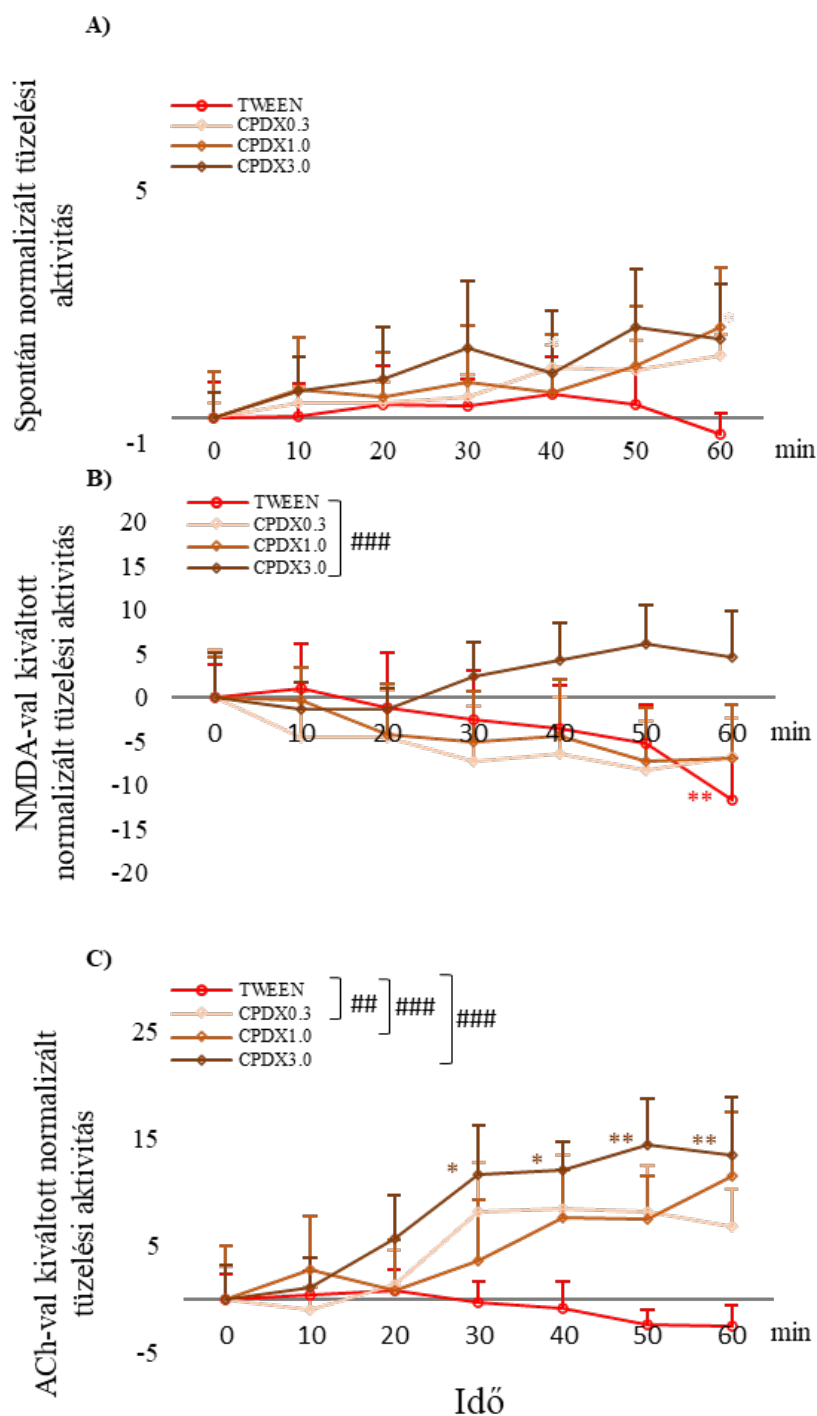 A)
Spontán normalizált tüzelési
aktivitás
TWEEN
CPDX0.3
CPDX1.0
CPDX3.0
5
*
*
-1
0 10 20 30 40 50 60 min
B)
NMDA-val kiváltott
normalizált tüzelési aktivitás
TWEEN
CPDX0.3
CPDX1.0
CPDX3.0
###
20
15
10
5
0
-5
-10
-15
-20
0 10 20 30 40 50 60 min
**
C)
ACh-val kiváltott normalizált
tüzelési aktivitás
TWEEN
CPDX0.3
CPDX1.0
CPDX3.0
## ### ###
25
15
5
-5
* * ** **
0 10 20 30 40 50 60 min
Idő